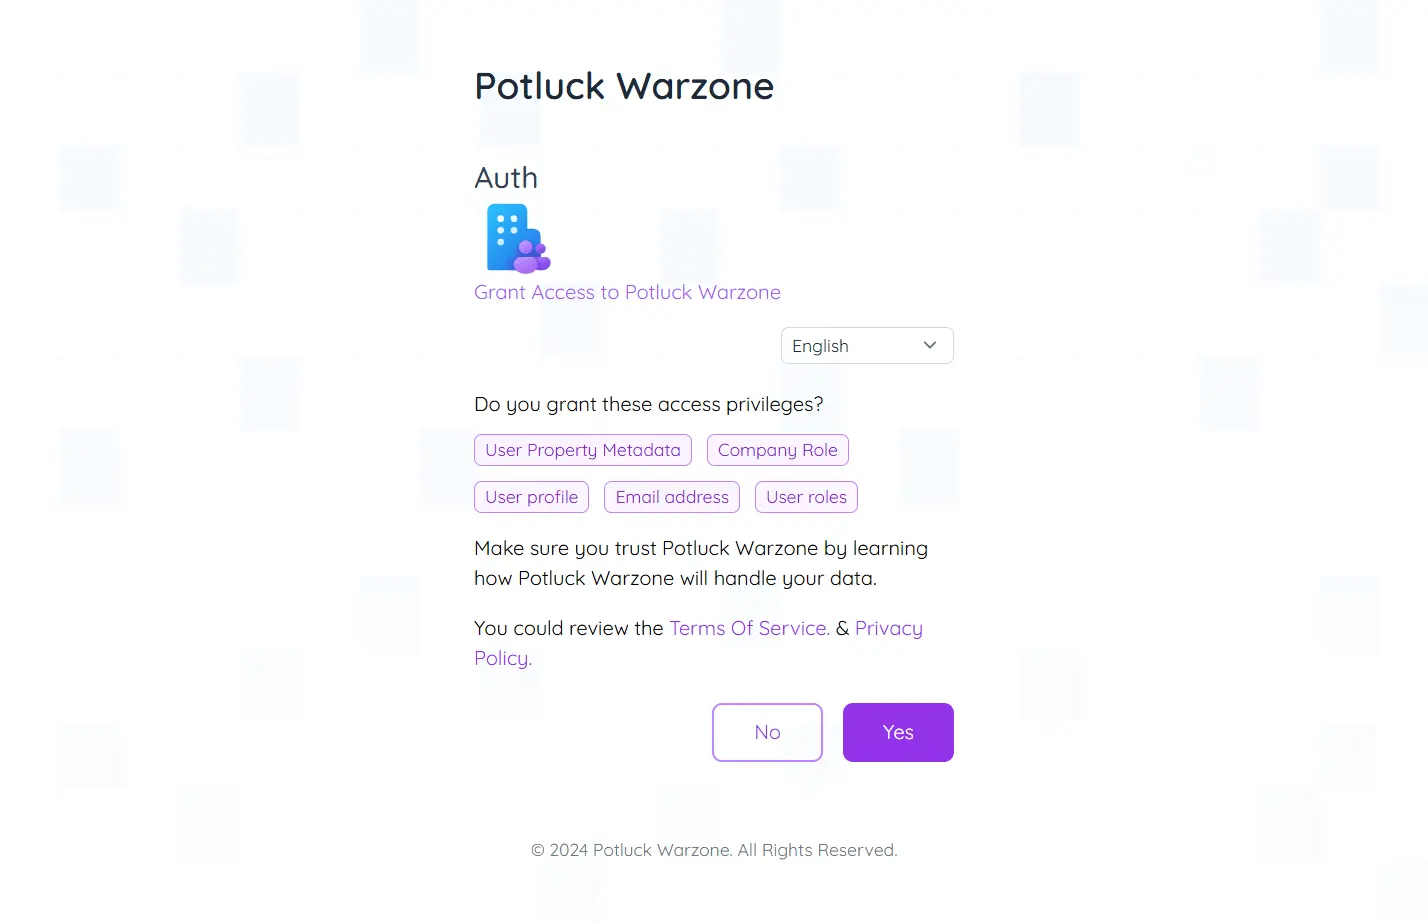 Potluck Warzone
Auth
Grant Access to Potluck Warzone
English
Do you grant these access privileges?
User Property Metadata Company Role
User profile Email address User roles
Make sure you trust Potluck Warzone by learning
how Potluck Warzone will handle your data.
You could review the Terms Of Service. & Privacy
Policy.
No Yes
© 2024 Potluck Warzone. All Rights Reserved.